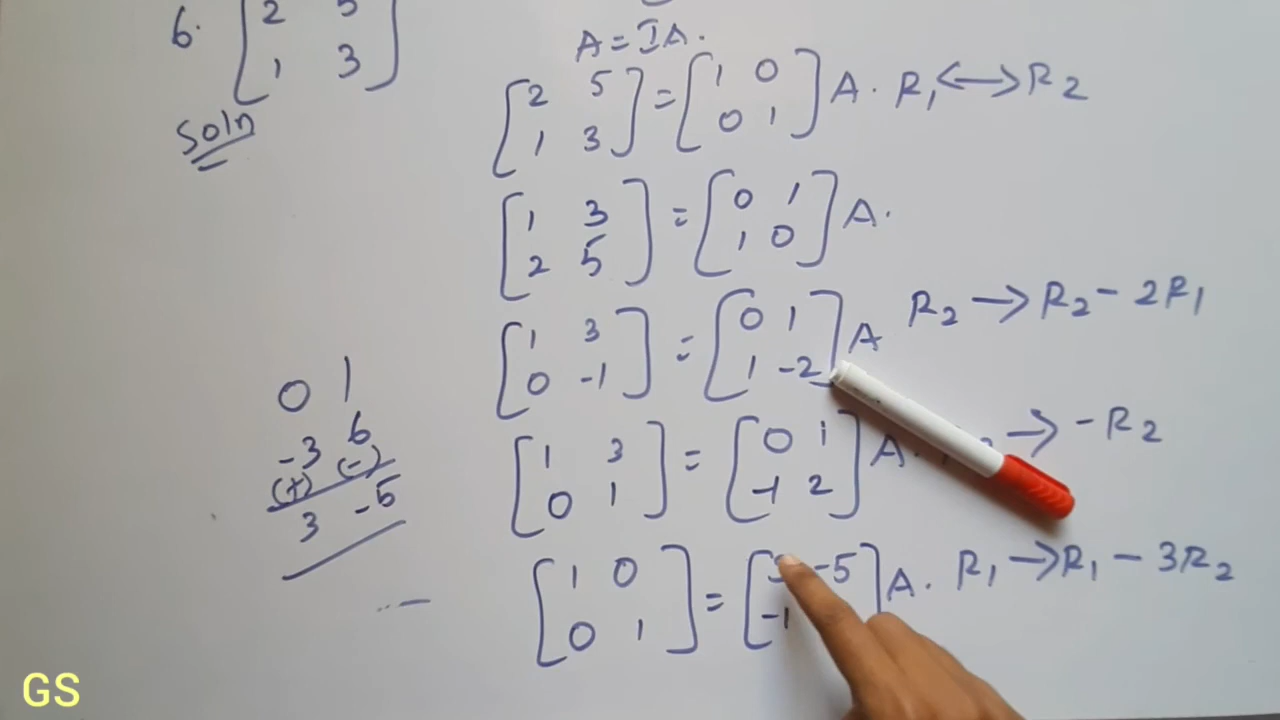 6. [2 5
1 3]
Soln
A = IA.
[2 5 = [1 0 A. R1 ↔ R2
1 3] 0 1]
[1 3 = [0 1 A.
2 5] 1 0]
[1 3 = [0 1 A R2 → R2 - 2R1
0 -1] 1 -2]
[1 3 = [0 1 A. → -R2
0 1] -1 2]
[1 0 = [ -5 A. R1 → R1 - 3R2
0 1] -1 ]
0 1
-3 6
(+) (-)
3 -5
GS